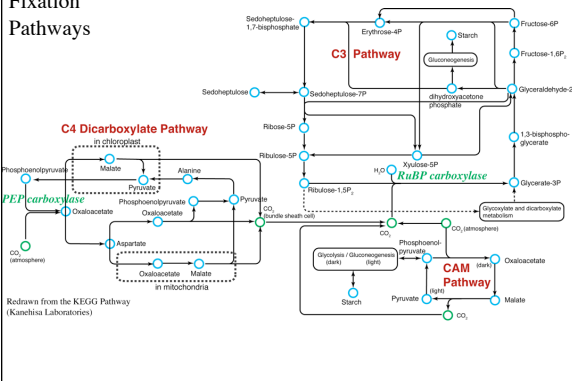 Fixation
Pathways
Sedoheptulose-
1,7-bisphosphate
Erythrose-4P
Fructose-6P
Starch
C3 Pathway
Gluconeogenesis
Fructose-1,6P2
Sedoheptulose
Sedoheptulose-7P
dihydroxyacetone
phosphate
Glyceraldehyde-2
Ribose-5P
1,3-bisphospho-
glycerate
Ribulose-5P
Xyulose-5P
H2O
RuBP carboxylase
Ribulose-1,5P2
Glycerate-3P
Glyoxylate and dicarboxylate
metabolism
C4 Dicarboxylate Pathway
in chloroplast
Malate
Alanine
Phosphoenolpyruvate
Pyruvate
PEP carboxylase
Phosphoenolpyruvate
Pyruvate
Oxaloacetate
Oxaloacetate
CO2
(bundle sheath cell)
Aspartate
CO2
(atmosphere)
Oxaloacetate
Malate
in mitochondria
CO2
CO2 (atmosphere)
Phosphoenol-
pyruvate
Glycolysis / Gluconeogenesis
(dark) (light)
(dark)
Oxaloacetate
CAM
Pathway
Starch
Pyruvate
(light)
Malate
CO2
Redrawn from the KEGG Pathway
(Kanehisa Laboratories)